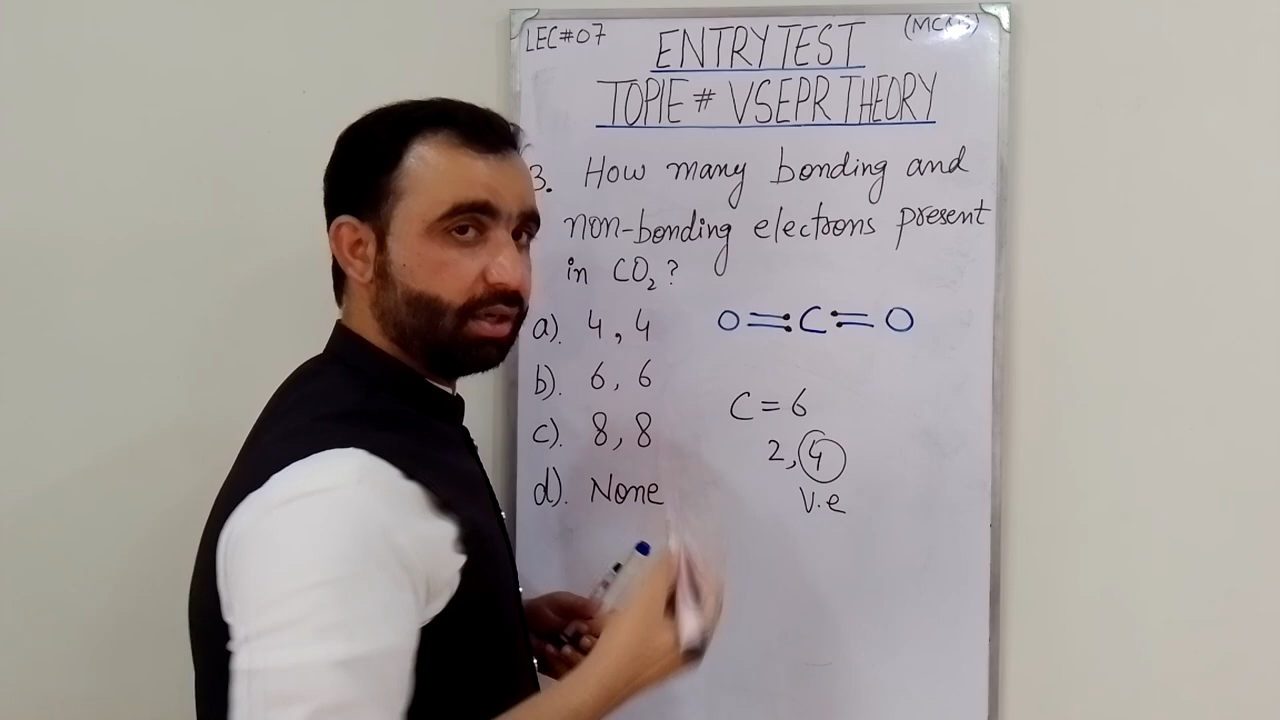 LEC#07
ENTRY TEST
(MCQS)
TOPIE # VSEPR THEORY
3. How many bonding and
non-bonding electrons present
in CO₂?
a). 4, 4
b). 6, 6
c). 8, 8
d). None
O=C=O
C = 6
2, 4
V.e